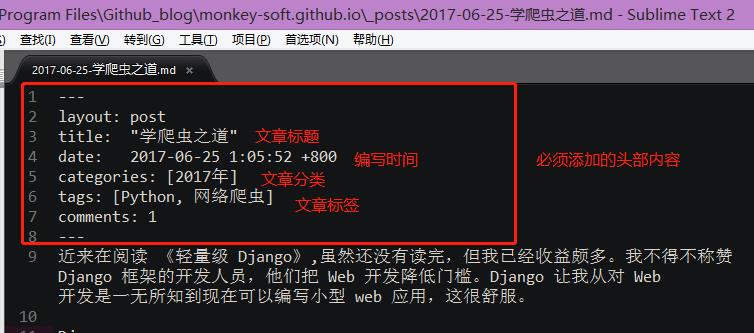 Program Files\Github_blog\monkey-soft.github.io\_posts\2017-06-25-学爬虫之道.md - Sublime Text 2
查找(I) 查看(V) 转到(G) 工具(T) 项目(P) 首选项(N) 帮助(H)
2017-06-25-学爬虫之道.md ×
1 ---
2 layout: post
3 title: "学爬虫之道" 文章标题
4 date: 2017-06-25 1:05:52 +800 编写时间 必须添加的头部内容
5 categories: [2017年] 文章分类
6 tags: [Python, 网络爬虫] 文章标签
7 comments: 1
8 ---
9 近来在阅读 《轻量级 Django》,虽然还没有读完，但我已经收益颇多。我不得不称赞
Django 框架的开发人员，他们把 Web 开发降低门槛。Django 让我从对 Web
开发是一无所知到现在可以编写小型 web 应用，这很舒服。
10